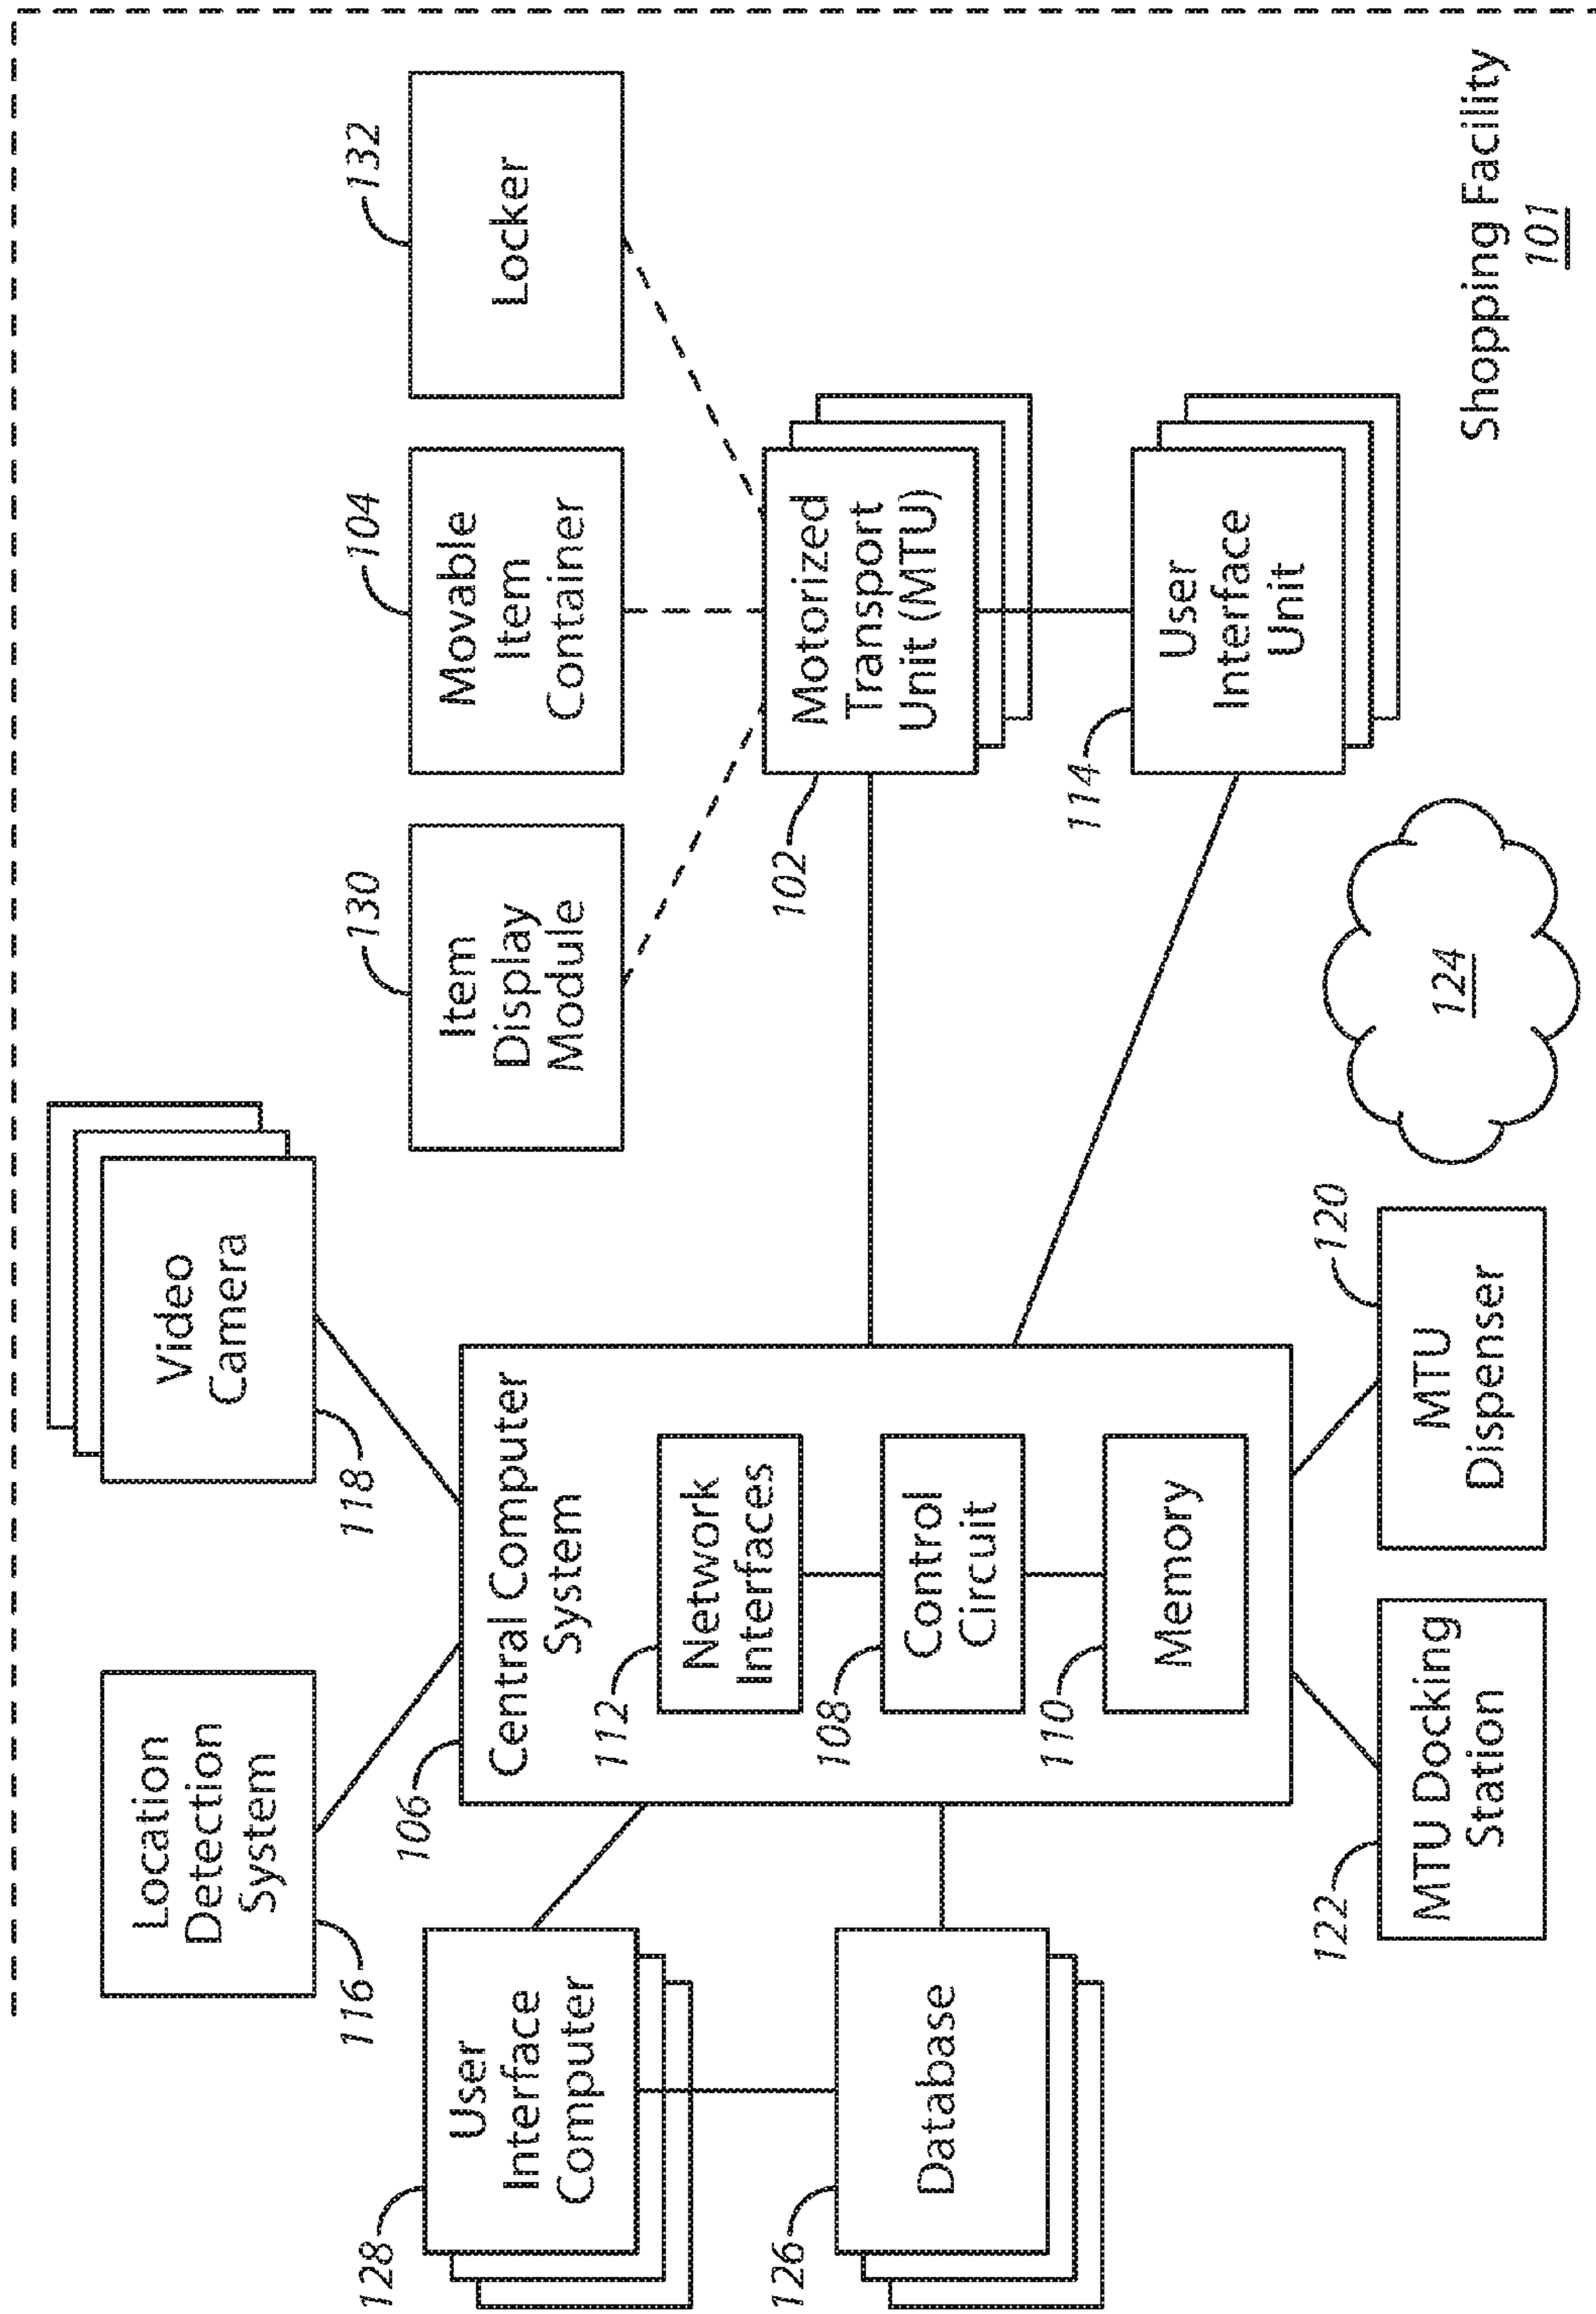 Location
Detection
System
116
Video
Camera
118
132
Locker
104
Movable
Item
Container
130
Item
Display
Module
128
User
Interface
Computer
106
Central Computer
System
112
Network
Interfaces
108
Control
Circuit
110
Memory
102
Motorized
Transport
Unit (MTU)
126
Database
114
User
Interface
Unit
122
MTU Docking
Station
120
MTU
Dispenser
124
Shopping Facility
101